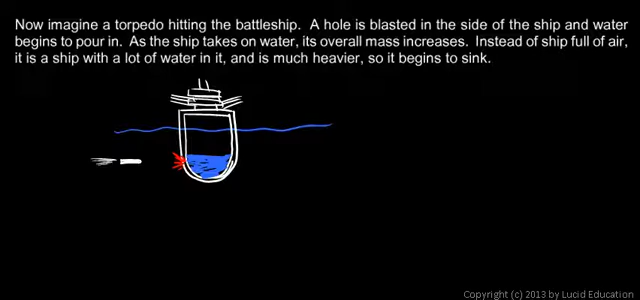 Now imagine a torpedo hitting the battleship.  A hole is blasted in the side of the ship and water
begins to pour in.  As the ship takes on water, its overall mass increases.  Instead of ship full of air,
it is a ship with a lot of water in it, and is much heavier, so it begins to sink.
Copyright (c) 2013 by Lucid Education